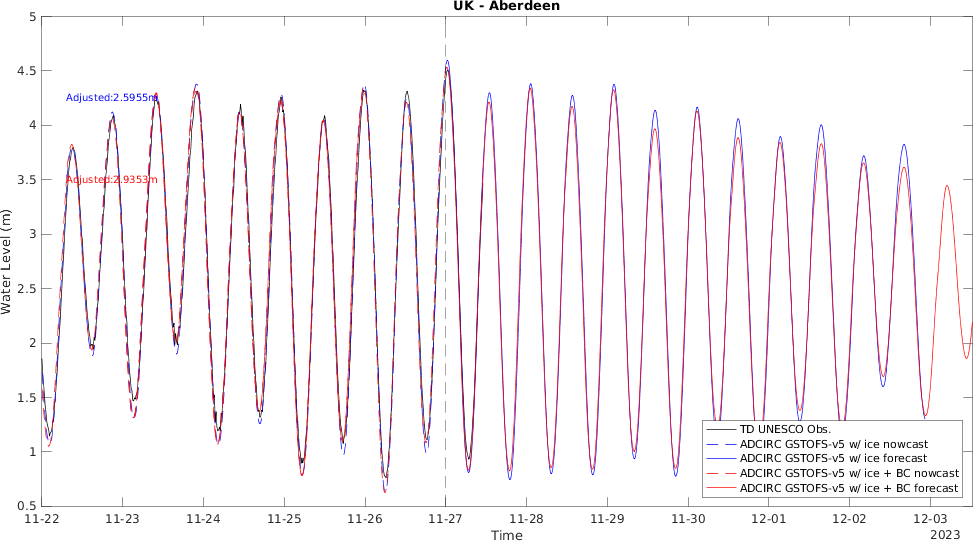 UK - Aberdeen
5
4.5
4
3.5
3
2.5
2
1.5
1
0.5
Water Level (m)
Adjusted:2.5955m
Adjusted:2.9353m
TD UNESCO Obs.
ADCIRC GSTOFS-v5 w/ ice nowcast
ADCIRC GSTOFS-v5 w/ ice forecast
ADCIRC GSTOFS-v5 w/ ice + BC nowcast
ADCIRC GSTOFS-v5 w/ ice + BC forecast
11-22 11-23 11-24 11-25 11-26 11-27 11-28 11-29 11-30 12-01 12-02 12-03
Time
2023